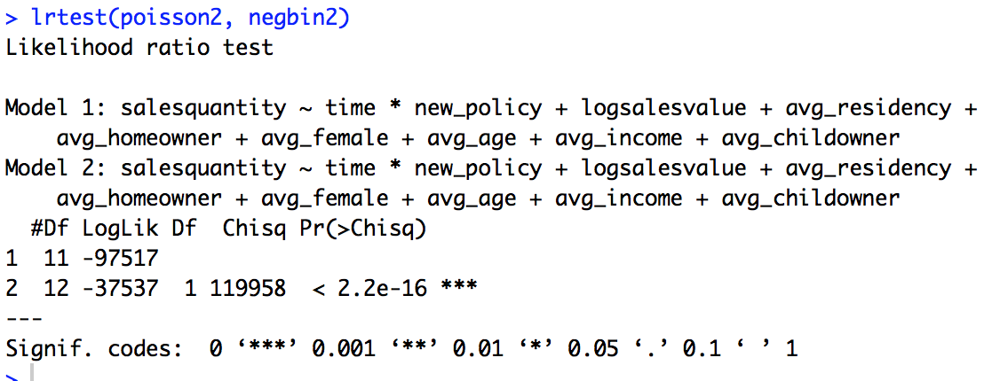 > lrtest(poisson2, negbin2)
Likelihood ratio test

Model 1: salesquantity ~ time * new_policy + logsalesvalue + avg_residency +
    avg_homeowner + avg_female + avg_age + avg_income + avg_childowner
Model 2: salesquantity ~ time * new_policy + logsalesvalue + avg_residency +
    avg_homeowner + avg_female + avg_age + avg_income + avg_childowner
  #Df LogLik Df  Chisq Pr(>Chisq)
1  11 -97517
2  12 -37537  1 119958  < 2.2e-16 ***
---
Signif. codes:  0 ‘***’ 0.001 ‘**’ 0.01 ‘*’ 0.05 ‘.’ 0.1 ‘ ’ 1
>